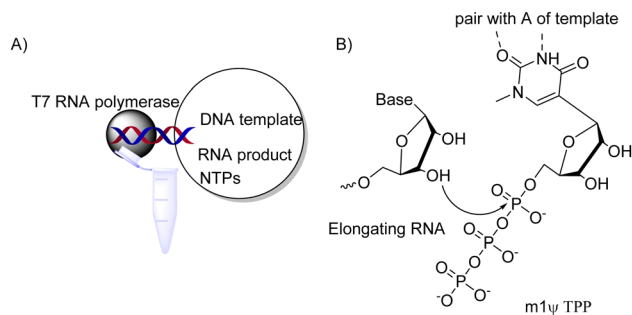 A)
T7 RNA polymerase
DNA template
RNA product
NTPs
B)
pair with A of template
O
NH
N
O
Base
O
OH
OH
O
Elongating RNA
O
OH
OH
O
O
P
O-
O
O
P
O-
O
O
P
-O
O-
m1ψ TPP